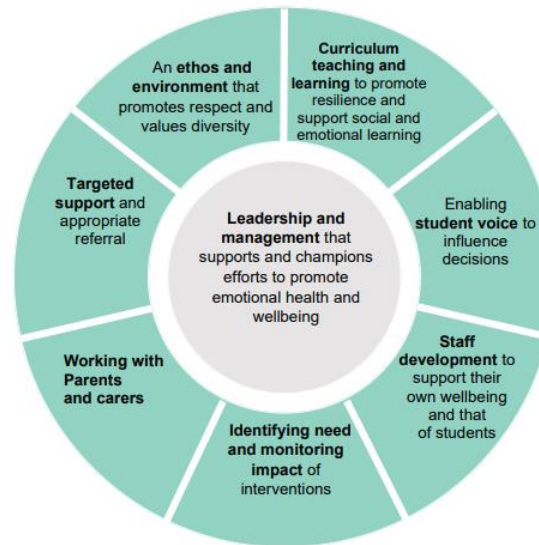 An ethos and
environment that
promotes respect and
values diversity
Curriculum
teaching and
learning to promote
resilience and
support social and
emotional learning
Enabling
student voice to
influence
decisions
Staff
development to
support their
own wellbeing
and that
of students
Identifying need
and monitoring
impact of
interventions
Working with
Parents
and carers
Targeted
support and
appropriate
referral
Leadership and
management that
supports and champions
efforts to promote
emotional health and
wellbeing